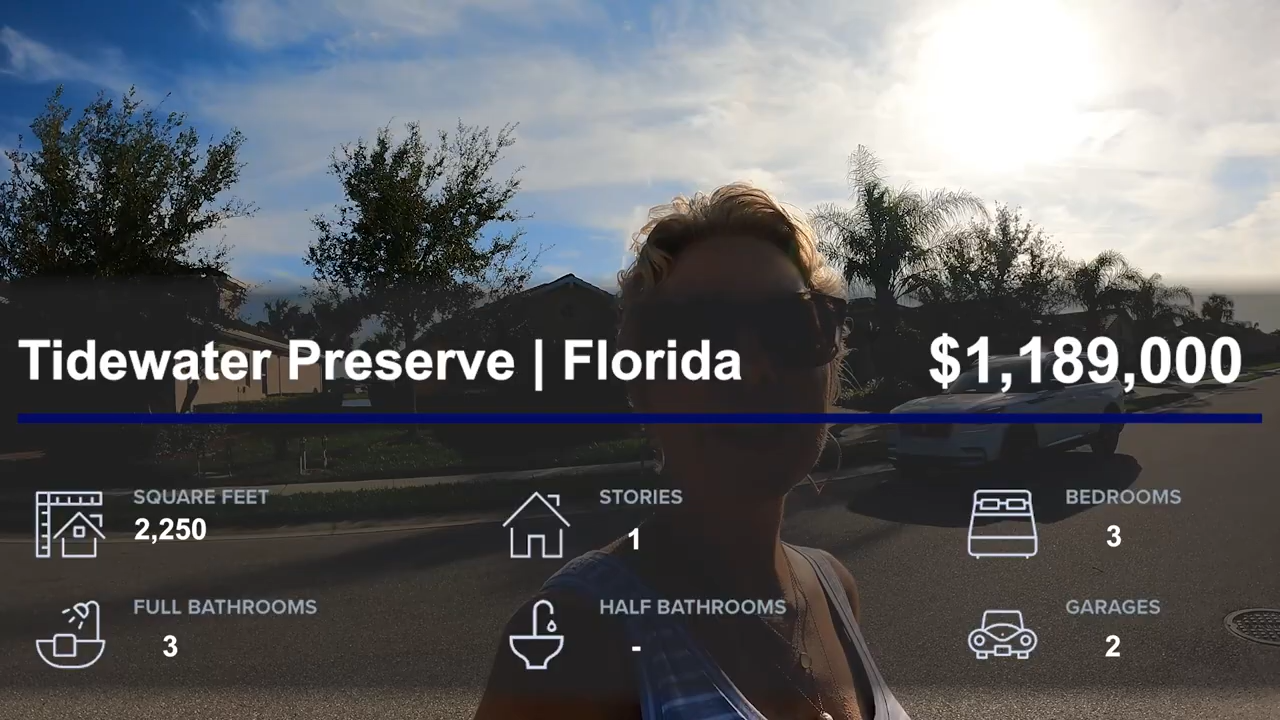 Tidewater Preserve | Florida
$1,189,000
SQUARE FEET
2,250
STORIES
1
BEDROOMS
3
FULL BATHROOMS
3
HALF BATHROOMS
-
GARAGES
2